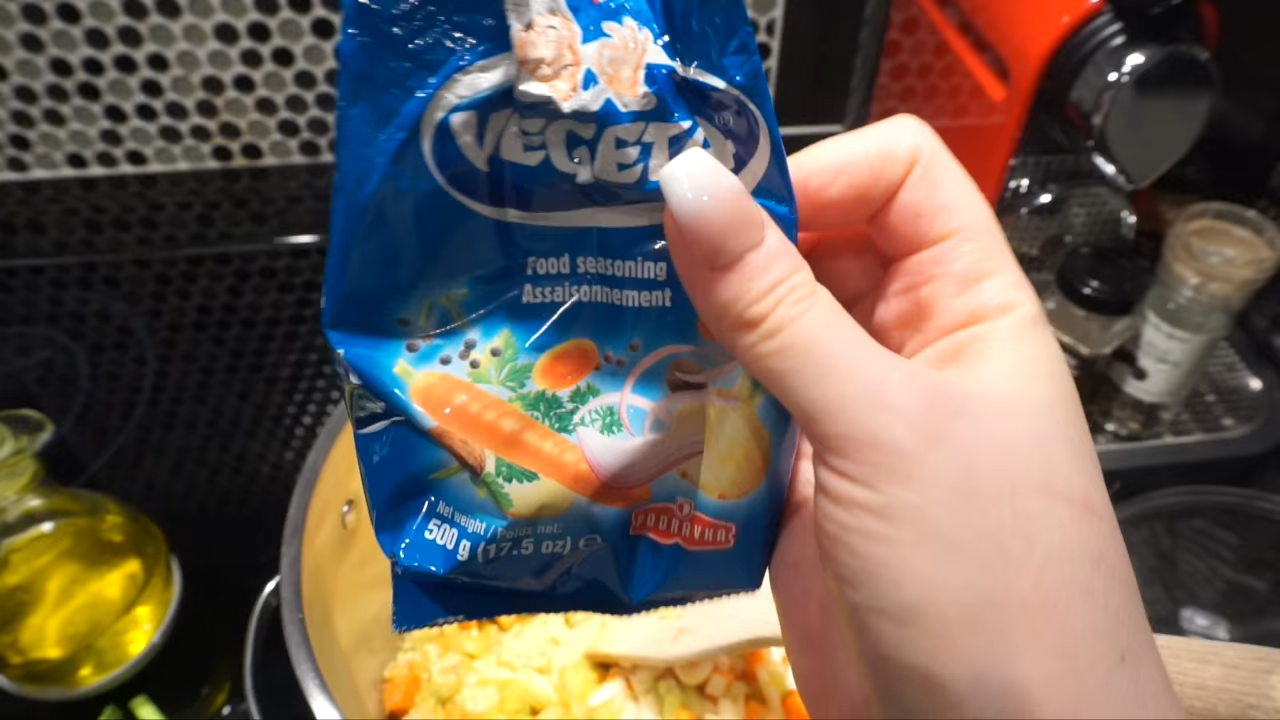 VEGETA
Food seasoning
Assaisonnement
Net weight / Poids net:
500 g (17.5 oz) e
PODRAVKA